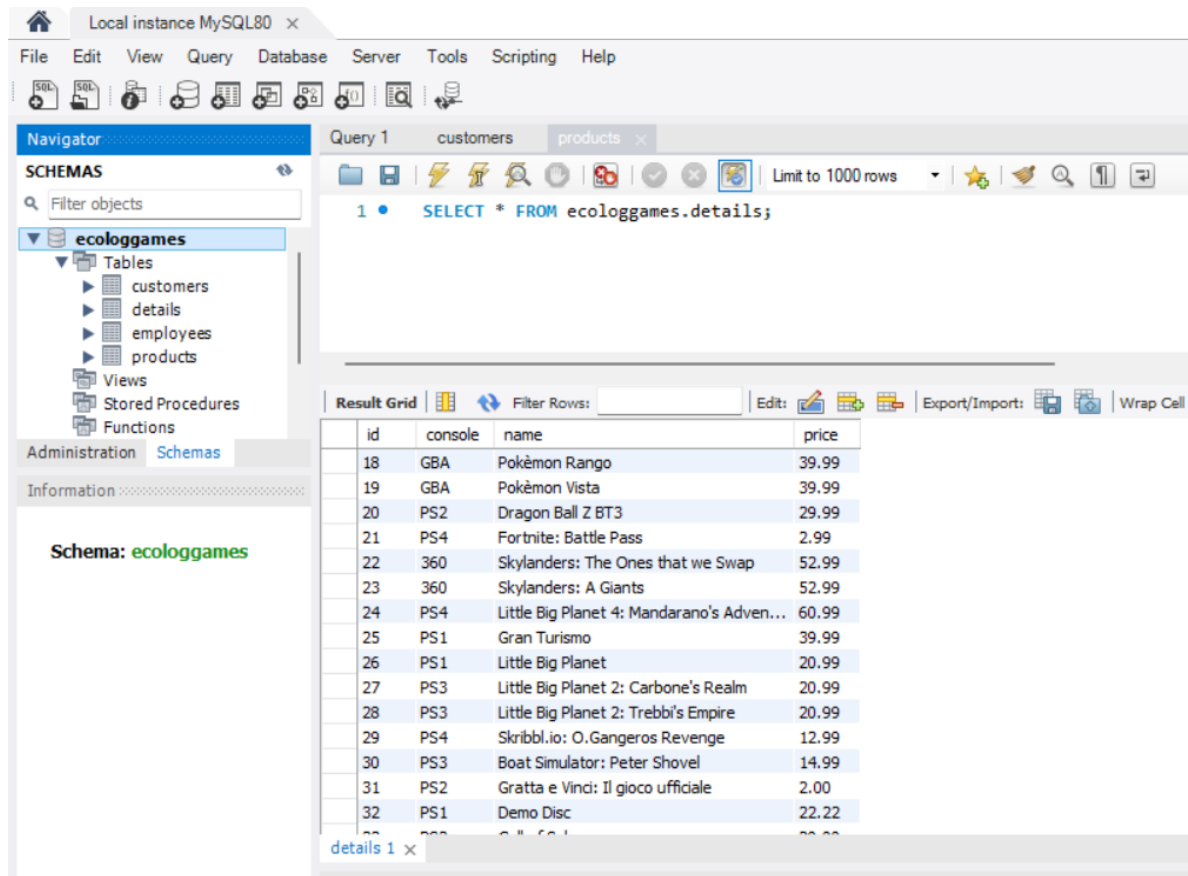 Local instance MySQL80
File Edit View Query Database Server Tools Scripting Help
Navigator
SCHEMAS
Filter objects
ecologgames
Tables
customers
details
employees
products
Views
Stored Procedures
Functions
Administration Schemas
Information
Schema: ecologgames
Query 1 customers products
Limit to 1000 rows
1 SELECT * FROM ecologgames.details;
Result Grid Filter Rows: Edit: Export/Import: Wrap Cell
id console name price
18 GBA Pokèmon Rango 39.99
19 GBA Pokèmon Vista 39.99
20 PS2 Dragon Ball Z BT3 29.99
21 PS4 Fortnite: Battle Pass 2.99
22 360 Skylanders: The Ones that we Swap 52.99
23 360 Skylanders: A Giants 52.99
24 PS4 Little Big Planet 4: Mandarano's Adven... 60.99
25 PS1 Gran Turismo 39.99
26 PS1 Little Big Planet 20.99
27 PS3 Little Big Planet 2: Carbone's Realm 20.99
28 PS3 Little Big Planet 2: Trebbi's Empire 20.99
29 PS4 Skribbl.io: O.Gangeros Revenge 12.99
30 PS3 Boat Simulator: Peter Shovel 14.99
31 PS2 Gratta e Vinci: Il gioco ufficiale 2.00
32 PS1 Demo Disc 22.22
details 1